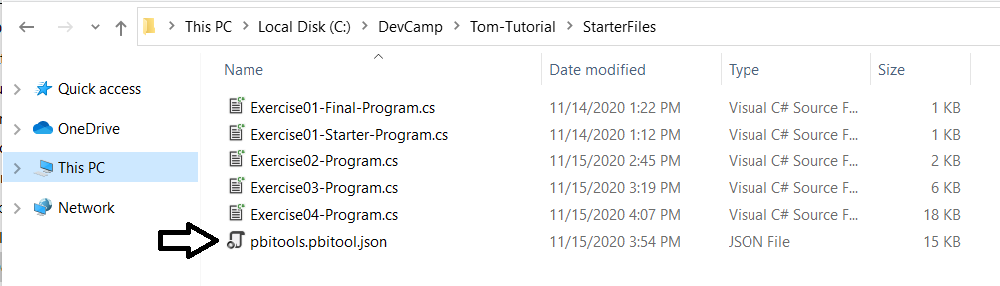 This PC > Local Disk (C:) > DevCamp > Tom-Tutorial > StarterFiles
Quick access
OneDrive
This PC
Network
Name Date modified Type Size
Exercise01-Final-Program.cs 11/14/2020 1:22 PM Visual C# Source F... 1 KB
Exercise01-Starter-Program.cs 11/14/2020 1:12 PM Visual C# Source F... 1 KB
Exercise02-Program.cs 11/15/2020 2:45 PM Visual C# Source F... 2 KB
Exercise03-Program.cs 11/15/2020 3:19 PM Visual C# Source F... 6 KB
Exercise04-Program.cs 11/15/2020 4:07 PM Visual C# Source F... 18 KB
pbitools.pbitool.json 11/15/2020 3:54 PM JSON File 15 KB